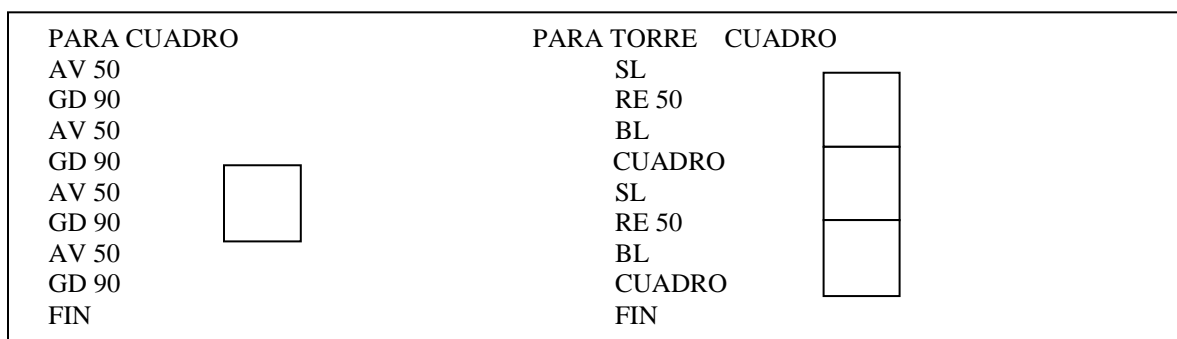 PARA CUADRO
AV 50
GD 90
AV 50
GD 90
AV 50
GD 90
AV 50
GD 90
FIN
PARA TORRE CUADRO
SL
RE 50
BL
CUADRO
SL
RE 50
BL
CUADRO
FIN